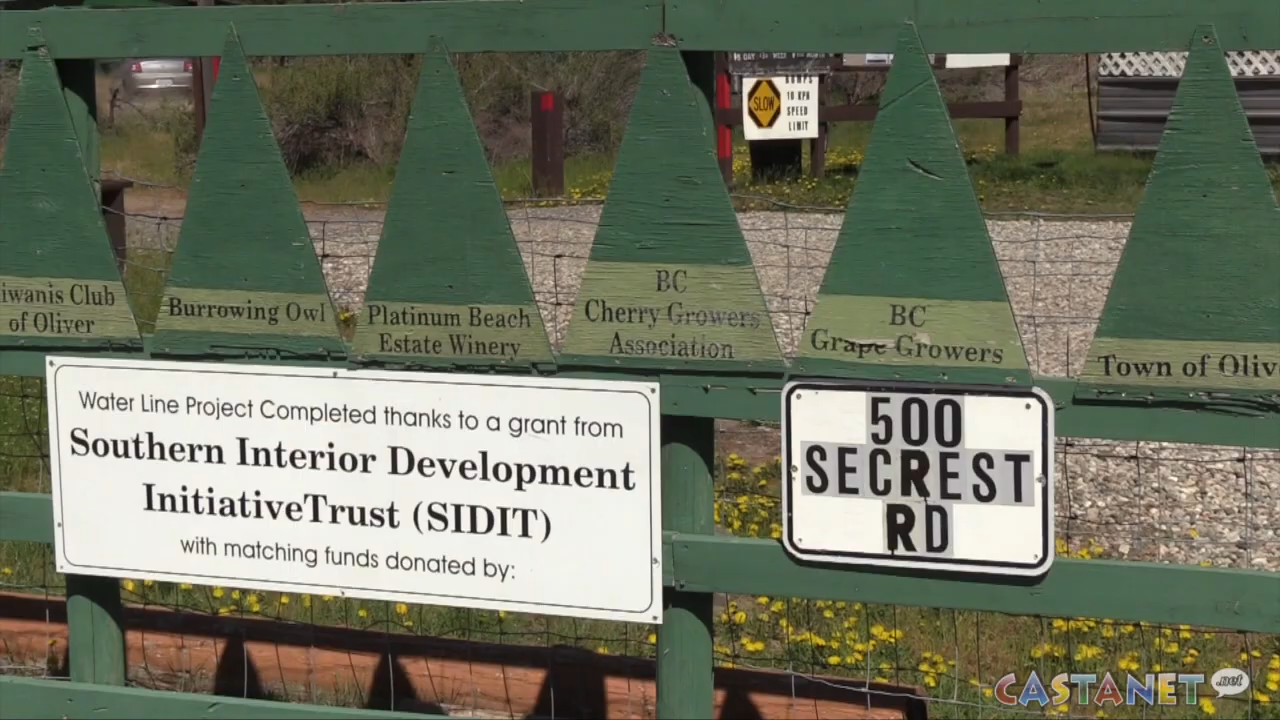 BUMPS
10 KPH
SPEED
LIMIT
SLOW
iwanis Club
of Oliver
Burrowing Owl
Platinum Beach
Estate Winery
BC
Cherry Growers
Association
BC
Grape Growers
Town of Oliv
Water Line Project Completed thanks to a grant from
Southern Interior Development
InitiativeTrust (SIDIT)
with matching funds donated by:
500
SECREST
RD
CASTANET.net